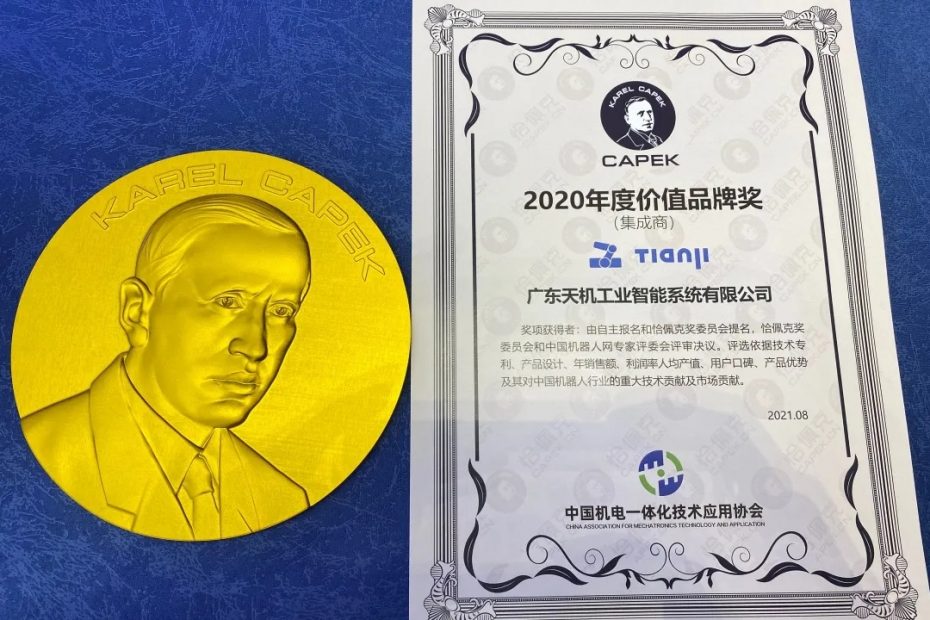 KAREL CAPEK
KAREL CAPEK
CAPEK
2020年度价值品牌奖
(集成商)
TIANJI
广东天机工业智能系统有限公司
奖项获得者：由自主报名和恰佩克奖委员会提名，恰佩克奖
委员会和中国机器人网专家评委会评审决议。评选依据技术专
利、产品设计、年销售额、利润率人均产值、用户口碑、产品优势
及其对中国机器人行业的重大技术贡献及市场贡献。
2021.08
中国机电一体化技术应用协会
CHINA ASSOCIATION FOR MECHATRONICS TECHNOLOGY AND APPLICATION